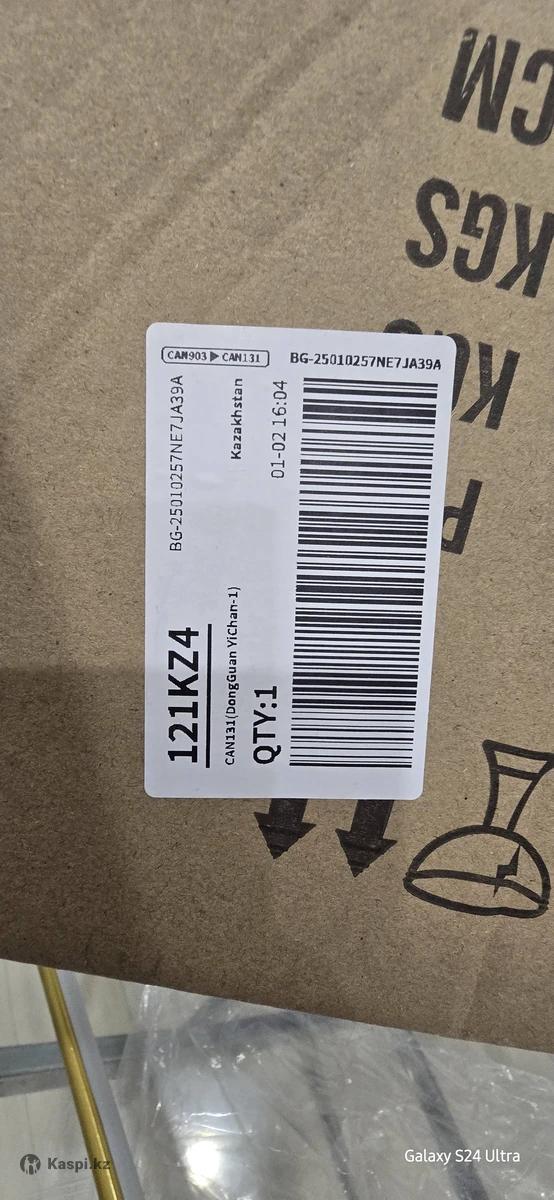 CM
KGS
KGS
CAN903 ▶ CAN131
BG-25010257NE7JA39A
BG-25010257NE7JA39A
Kazakhstan
01-02 16:04
121KZ4
CAN131(DongGuan YiChan-1)
QTY:1
Kaspi.kz
Galaxy S24 Ultra